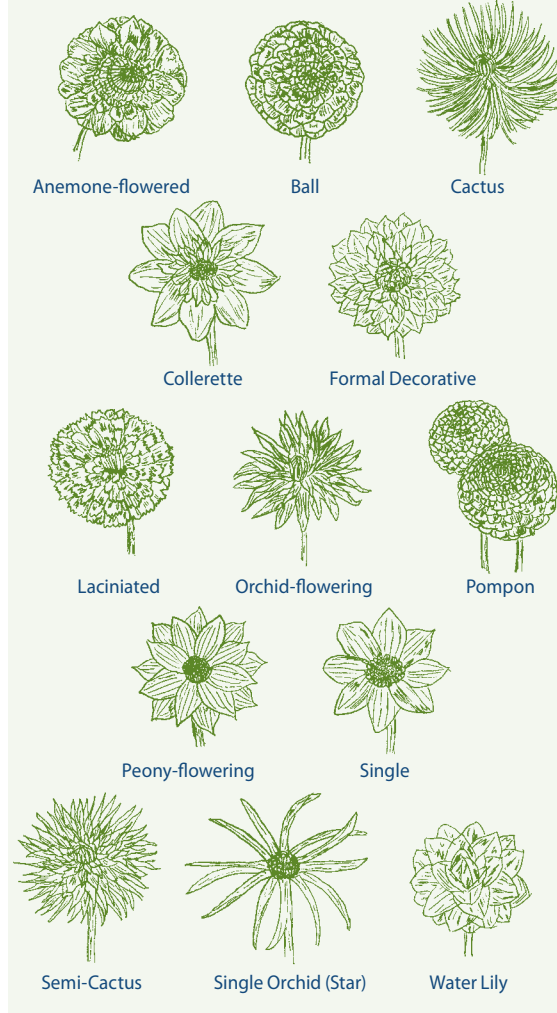 Anemone-flowered
Ball
Cactus
Collerette
Formal Decorative
Laciniated
Orchid-flowering
Pompon
Peony-flowering
Single
Semi-Cactus
Single Orchid (Star)
Water Lily